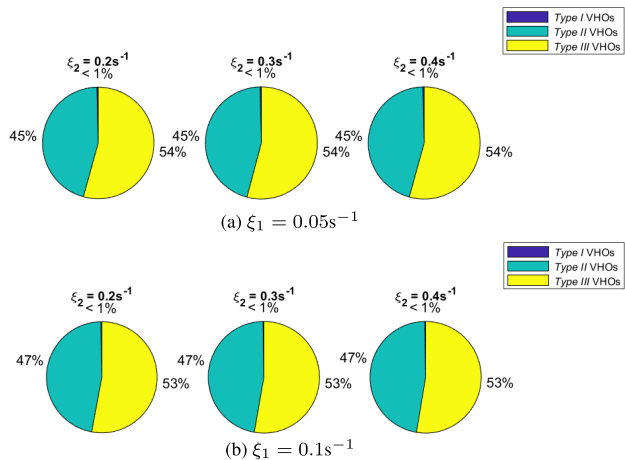 Type I VHOs
Type II VHOs
Type III VHOs
ξ₂ = 0.2s⁻¹ ξ₂ = 0.3s⁻¹ ξ₂ = 0.4s⁻¹
< 1% < 1% < 1%
45% 54% 45% 54% 45% 54%
(a) ξ₁ = 0.05s⁻¹
Type I VHOs
Type II VHOs
Type III VHOs
ξ₂ = 0.2s⁻¹ ξ₂ = 0.3s⁻¹ ξ₂ = 0.4s⁻¹
< 1% < 1% < 1%
47% 53% 47% 53% 47% 53%
(b) ξ₁ = 0.1s⁻¹